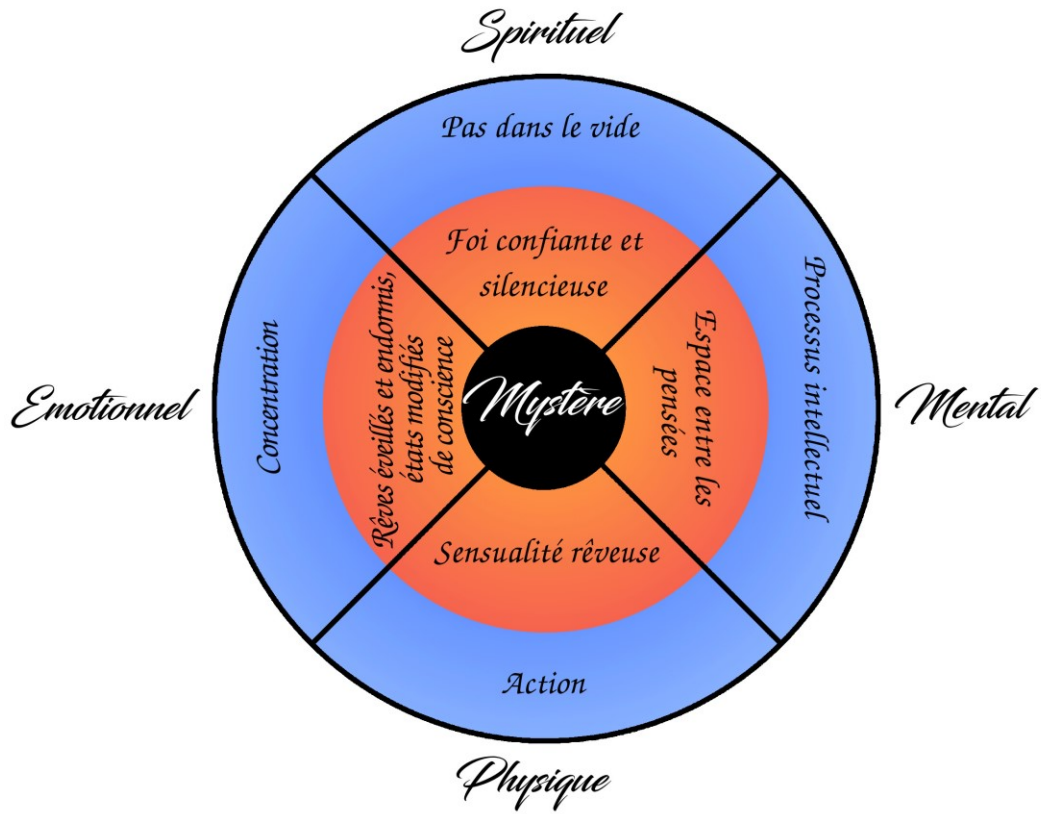 Spirituel
Pas dans le vide
Foi confiante et
silencieuse
Emotionnel
Concentration
Rêves éveillés et endormis,
états modifiés
de conscience
Mystère
Espace entre les
pensées
Processus intellectuel
Mental
Sensualité rêveuse
Action
Physique